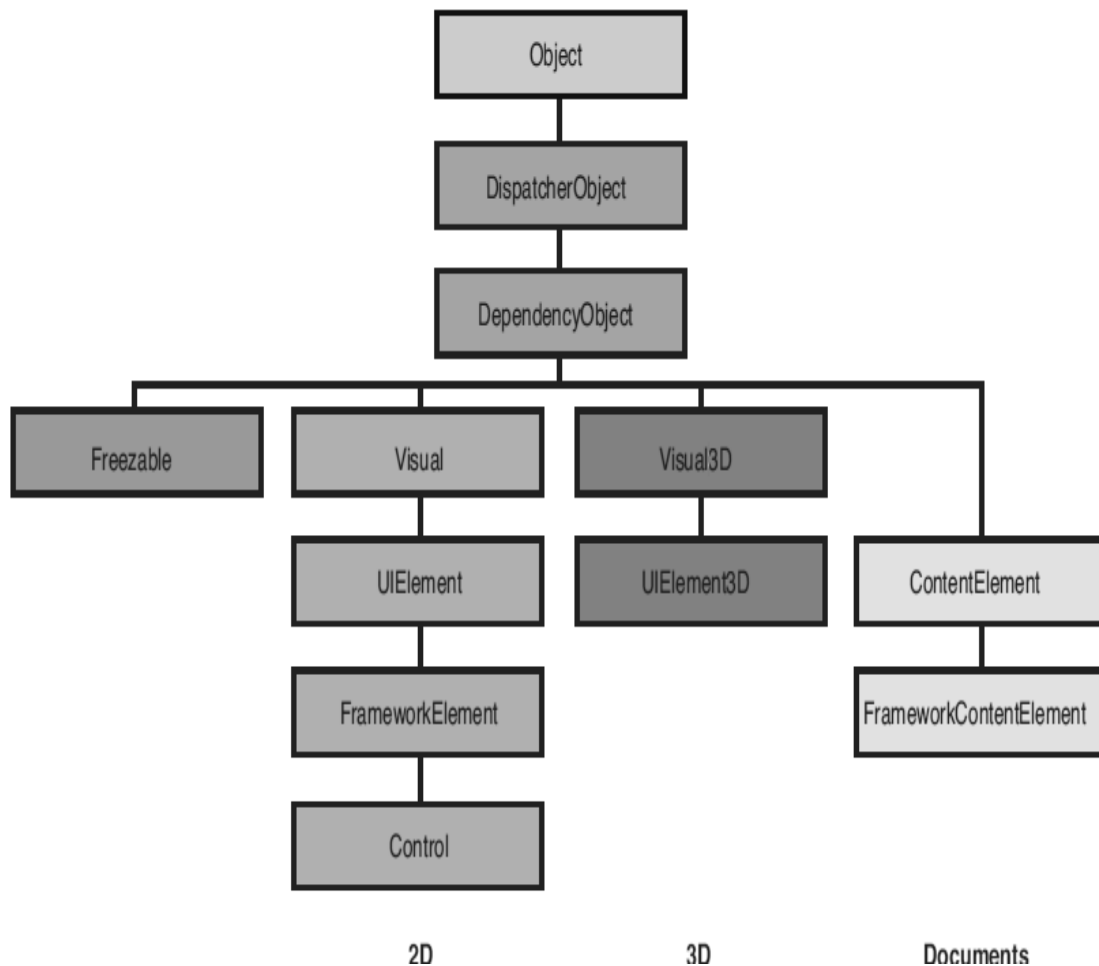 Object
DispatcherObject
DependencyObject
Freezable
Visual
Visual3D
UIElement
UIElement3D
ContentElement
FrameworkElement
FrameworkContentElement
Control
2D
3D
Documents